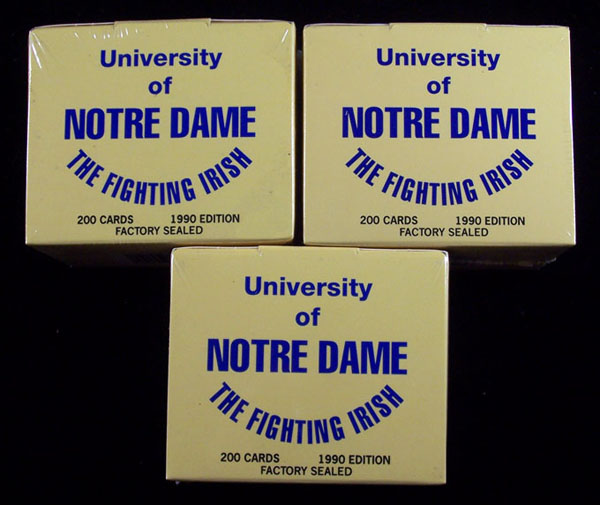 University
of
NOTRE DAME
THE FIGHTING IRISH
200 CARDS 1990 EDITION
FACTORY SEALED
University
of
NOTRE DAME
THE FIGHTING IRISH
200 CARDS 1990 EDITION
FACTORY SEALED
University
of
NOTRE DAME
THE FIGHTING IRISH
200 CARDS 1990 EDITION
FACTORY SEALED